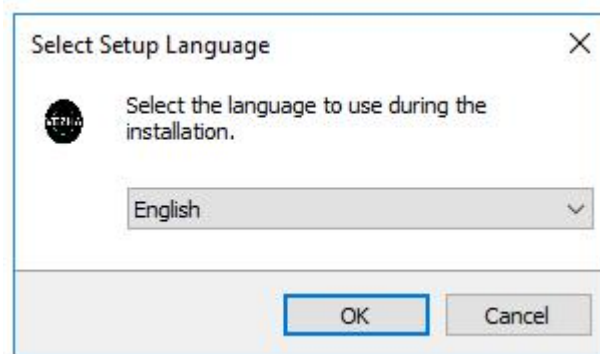 Select Setup Language
Select the language to use during the
installation.
English
OK
Cancel